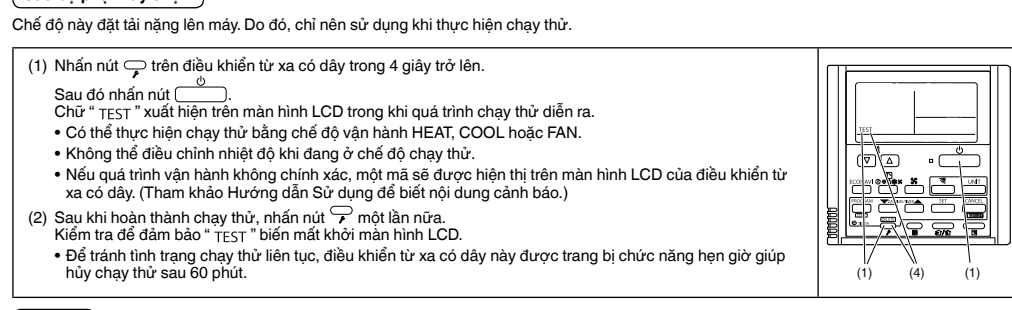 Chế độ này đặt tải nặng lên máy. Do đó, chỉ nên sử dụng khi thực hiện chạy thử.
(1) Nhấn nút trên điều khiển từ xa có dây trong 4 giây trở lên.
Sau đó nhấn nút .
Chữ “ TEST ” xuất hiện trên màn hình LCD trong khi quá trình chạy thử diễn ra.
• Có thể thực hiện chạy thử bằng chế độ vận hành HEAT, COOL hoặc FAN.
• Không thể điều chỉnh nhiệt độ khi đang ở chế độ chạy thử.
• Nếu quá trình vận hành không chính xác, một mã sẽ được hiện thị trên màn hình LCD của điều khiển từ
xa có dây. (Tham khảo Hướng dẫn Sử dụng để biết nội dung cảnh báo.)
(2) Sau khi hoàn thành chạy thử, nhấn nút một lần nữa.
Kiểm tra để đảm bảo “ TEST ” biến mất khỏi màn hình LCD.
• Để tránh tình trạng chạy thử liên tục, điều khiển từ xa có dây này được trang bị chức năng hẹn giờ giúp
hủy chạy thử sau 60 phút.
TEST
ECONAVI UNIT
PROGRAM SET CANCEL
(1) (4) (1)